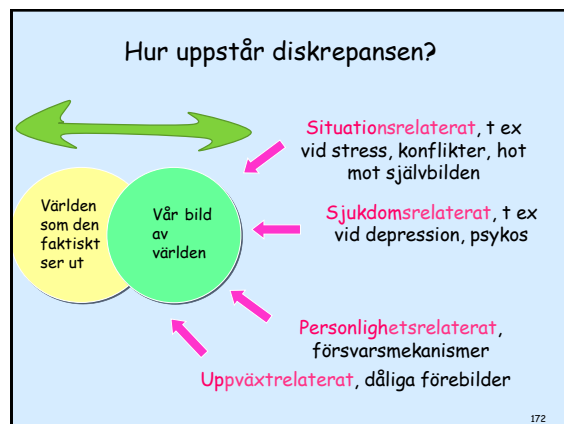 Hur uppstår diskrepansen?
Situationsrelaterat, t ex
vid stress, konflikter, hot
mot självbilden
Världen
som den
faktiskt
ser ut
Vår bild
av
världen
Sjukdomsrelaterat, t ex
vid depression, psykos
Personlighetsrelaterat,
försvarsmekanismer
Uppväxtrelaterat, dåliga förebilder
172